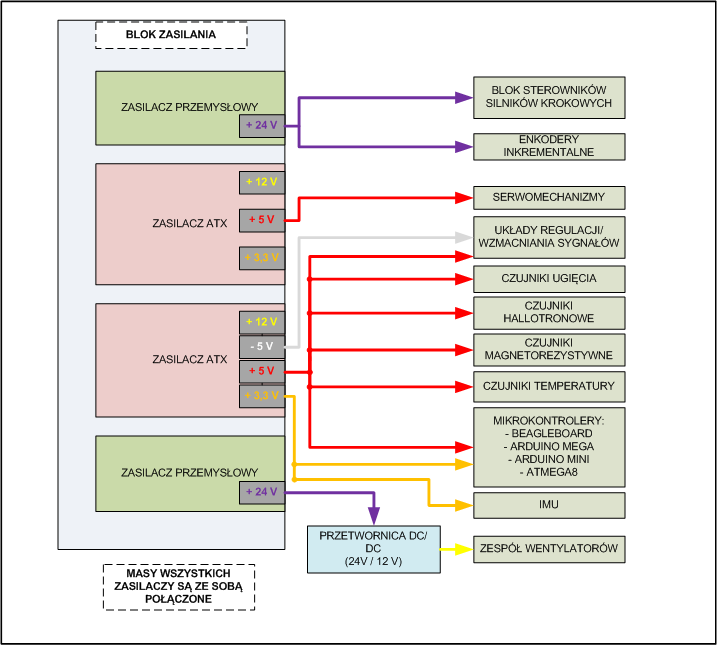 BLOK ZASILANIA
ZASILACZ PRZEMYSŁOWY
+ 24 V
ZASILACZ ATX
+ 12 V
+ 5 V
+ 3,3 V
ZASILACZ ATX
+ 12 V
- 5 V
+ 5 V
+ 3,3 V
ZASILACZ PRZEMYSŁOWY
+ 24 V
MASY WSZYSTKICH
ZASILACZY SĄ ZE SOBĄ
POŁĄCZONE
PRZETWORNICA DC/
DC
(24V / 12 V)
BLOK STEROWNIKÓW
SILNIKÓW KROKOWYCH
ENKODERY
INKREMENTALNE
SERWOMECHANIZMY
UKŁADY REGULACJI/
WZMACNIANIA SYGNAŁÓW
CZUJNIKI UGIĘCIA
CZUJNIKI
HALLOTRONOWE
CZUJNIKI
MAGNETOREZYSTYWNE
CZUJNIKI TEMPERATURY
MIKROKONTROLERY:
- BEAGLEBOARD
- ARDUINO MEGA
- ARDUINO MINI
- ATMEGA8
IMU
ZESPÓŁ WENTYLATORÓW